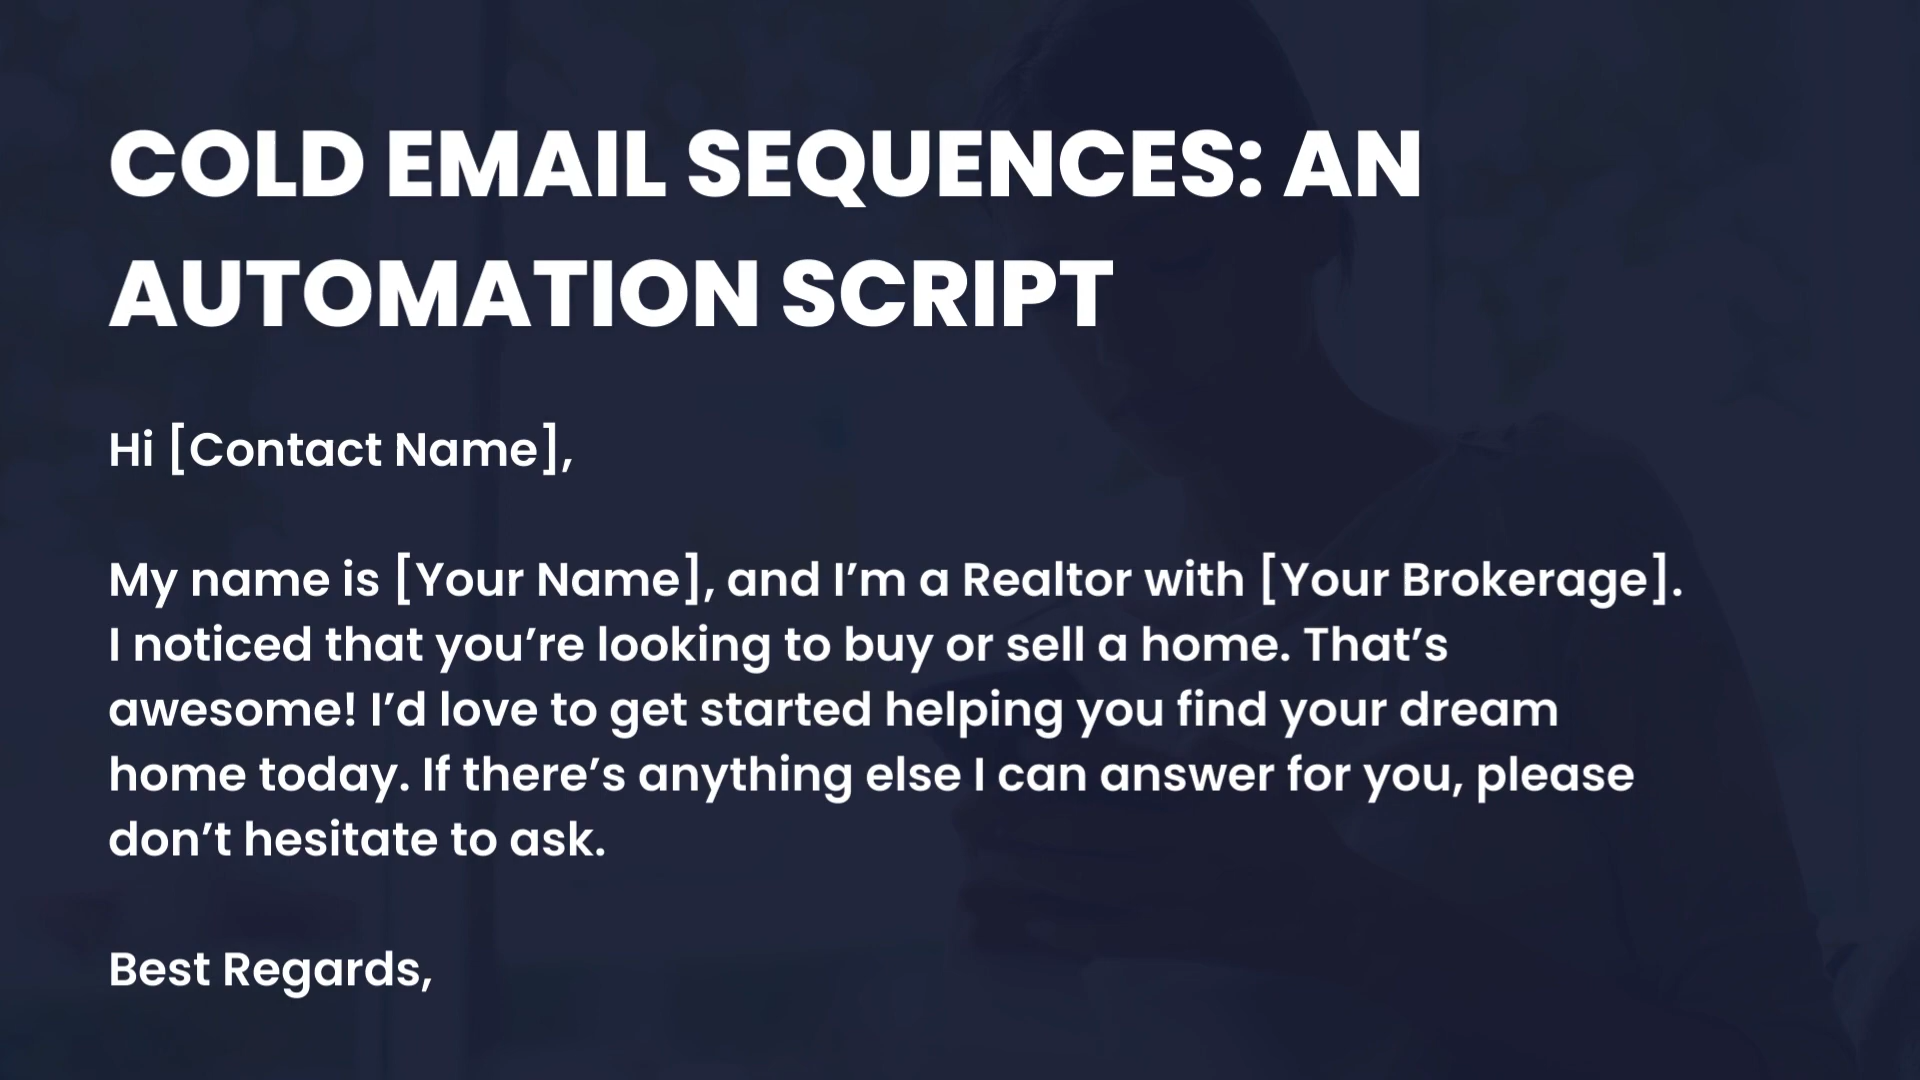 COLD EMAIL SEQUENCES: AN
AUTOMATION SCRIPT
Hi [Contact Name],
My name is [Your Name], and I’m a Realtor with [Your Brokerage].
I noticed that you’re looking to buy or sell a home. That’s
awesome! I’d love to get started helping you find your dream
home today. If there’s anything else I can answer for you, please
don’t hesitate to ask.
Best Regards,